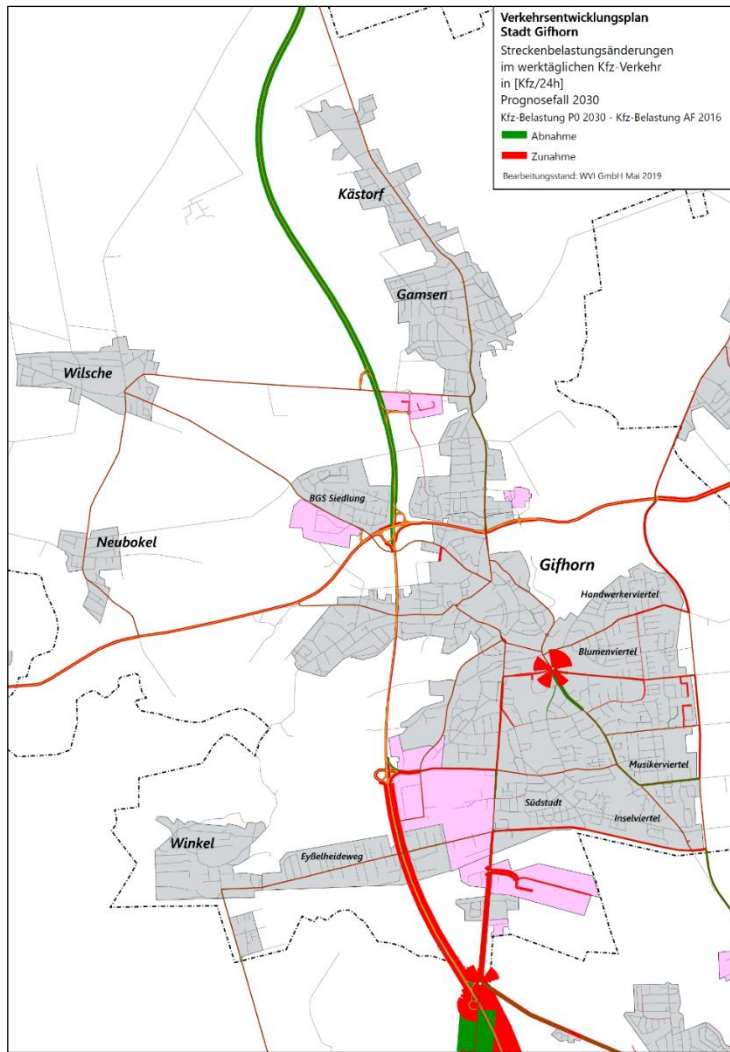 Verkehrsentwicklungsplan
Stadt Gifhorn
Streckenbelastungsänderungen
im werktäglichen Kfz-Verkehr
in [Kfz/24h]
Prognosefall 2030
Kfz-Belastung P0 2030 - Kfz-Belastung AF 2016
Abnahme
Zunahme
Bearbeitungsstand: WVI GmbH Mai 2019
Kästorf
Gamsen
Wilsche
BGS Siedlung
Neubokel
Gifhorn
Handwerkerviertel
Blumenviertel
Musikerviertel
Südstadt
Inselviertel
Winkel
Eyßelheideweg